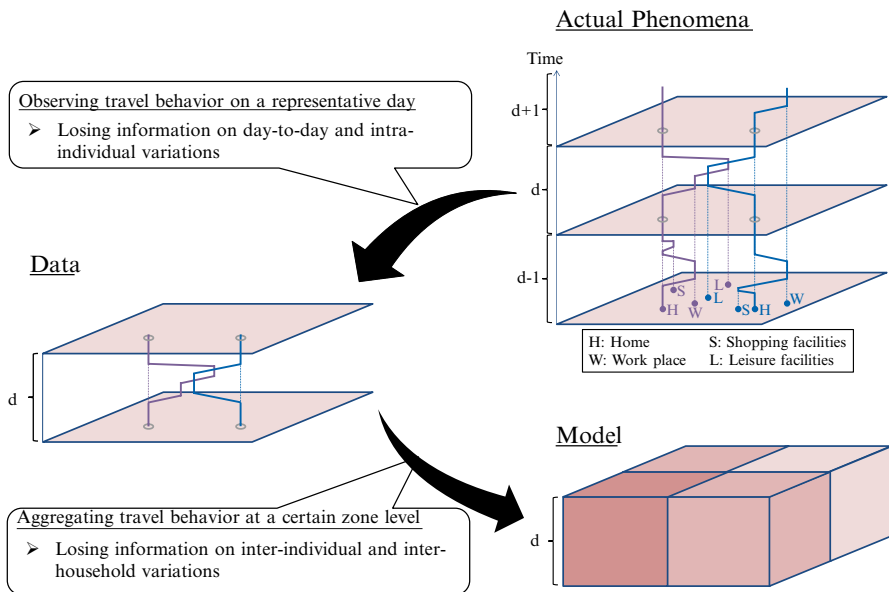 Actual Phenomena
Time
Observing travel behavior on a representative day
➢ Losing information on day-to-day and intra-
individual variations
d+1
d
d-1
S
L
L
H
W
S
H
W
H: Home S: Shopping facilities
W: Work place L: Leisure facilities
Data
d
Model
d
Aggregating travel behavior at a certain zone level
➢ Losing information on inter-individual and inter-
household variations